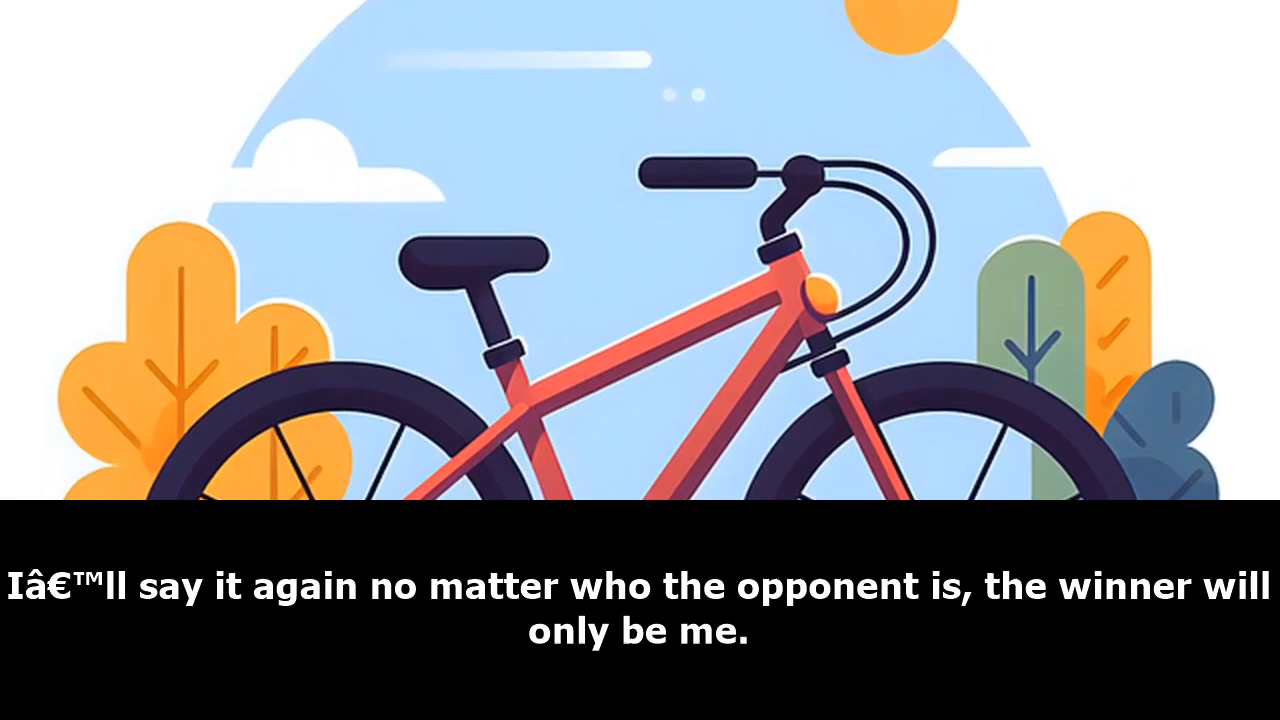 Iâ€™ll say it again no matter who the opponent is, the winner will
only be me.